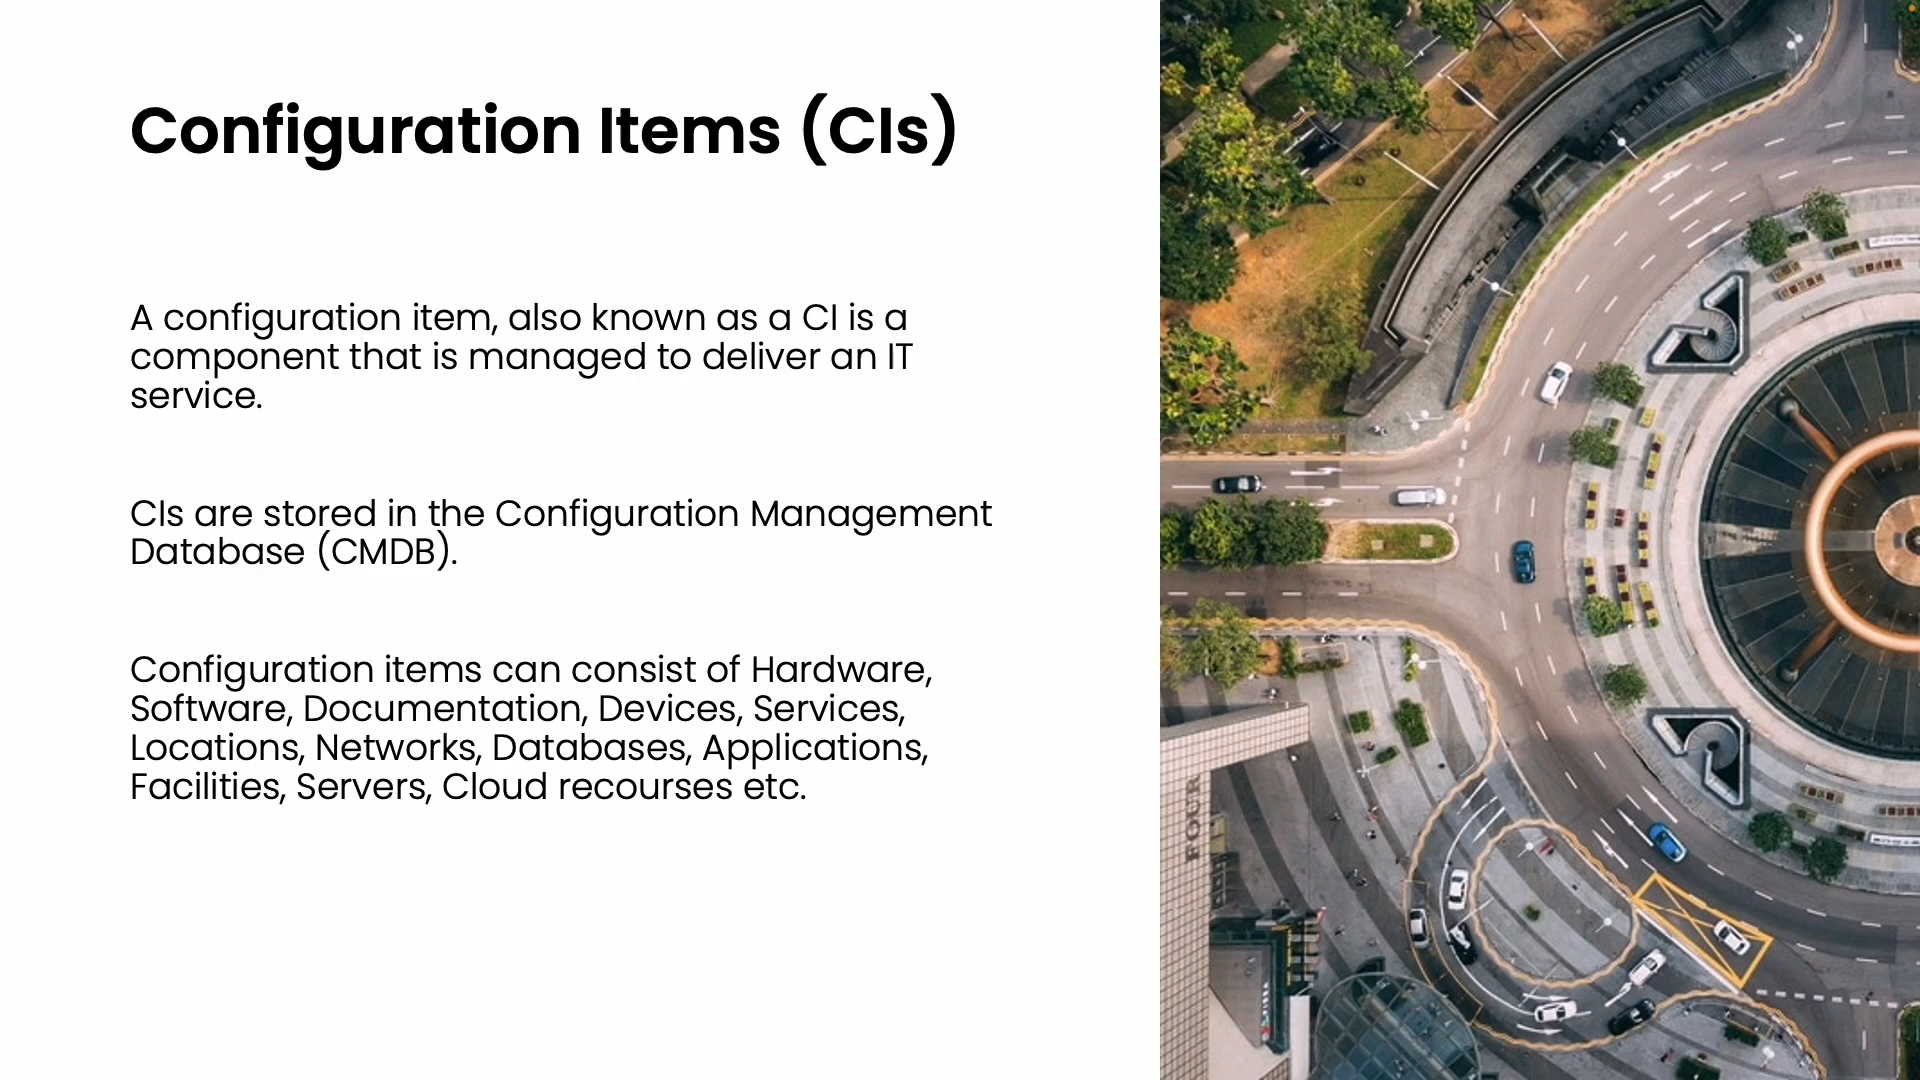 Configuration Items (CIs)
A configuration item, also known as a CI is a
component that is managed to deliver an IT
service.
CIs are stored in the Configuration Management
Database (CMDB).
Configuration items can consist of Hardware,
Software, Documentation, Devices, Services,
Locations, Networks, Databases, Applications,
Facilities, Servers, Cloud recourses etc.
FOUR